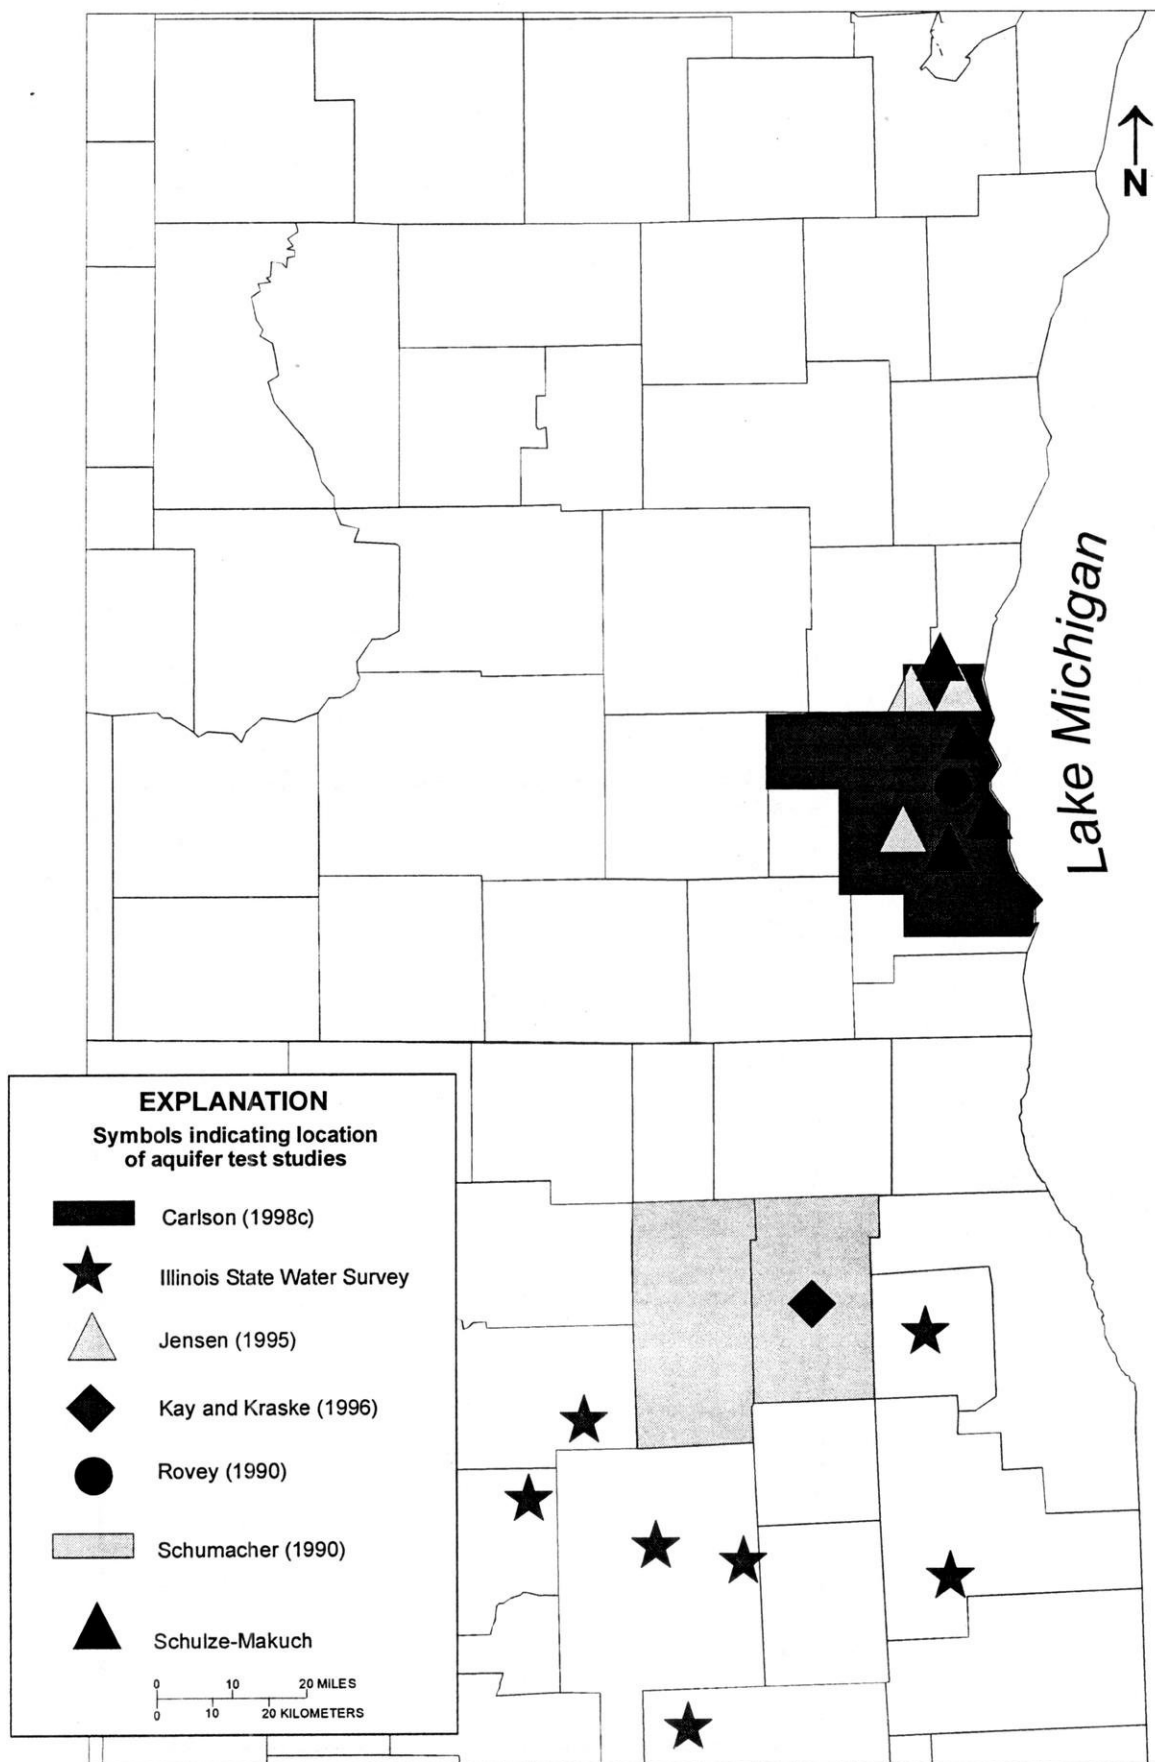 N
Lake Michigan
EXPLANATION
Symbols indicating location
of aquifer test studies
Carlson (1998c)
Illinois State Water Survey
Jensen (1995)
Kay and Kraske (1996)
Rovey (1990)
Schumacher (1990)
Schulze-Makuch
0 10 20 MILES
0 10 20 KILOMETERS